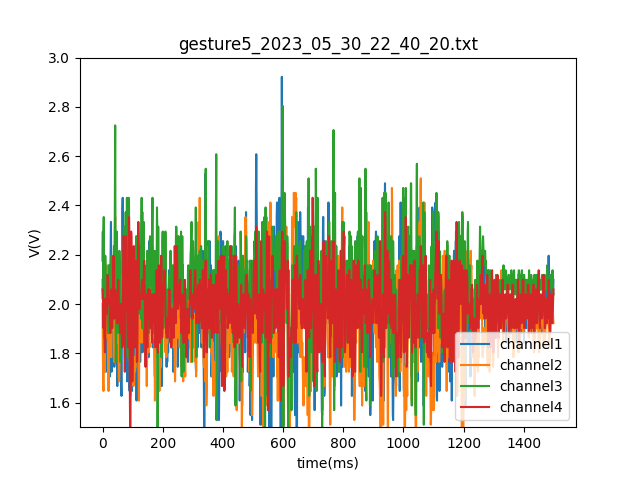 gesture5_2023_05_30_22_40_20.txt
3.0
2.8
2.6
2.4
2.2
2.0
1.8
1.6
V(V)
channel1
channel2
channel3
channel4
0 200 400 600 800 1000 1200 1400
time(ms)